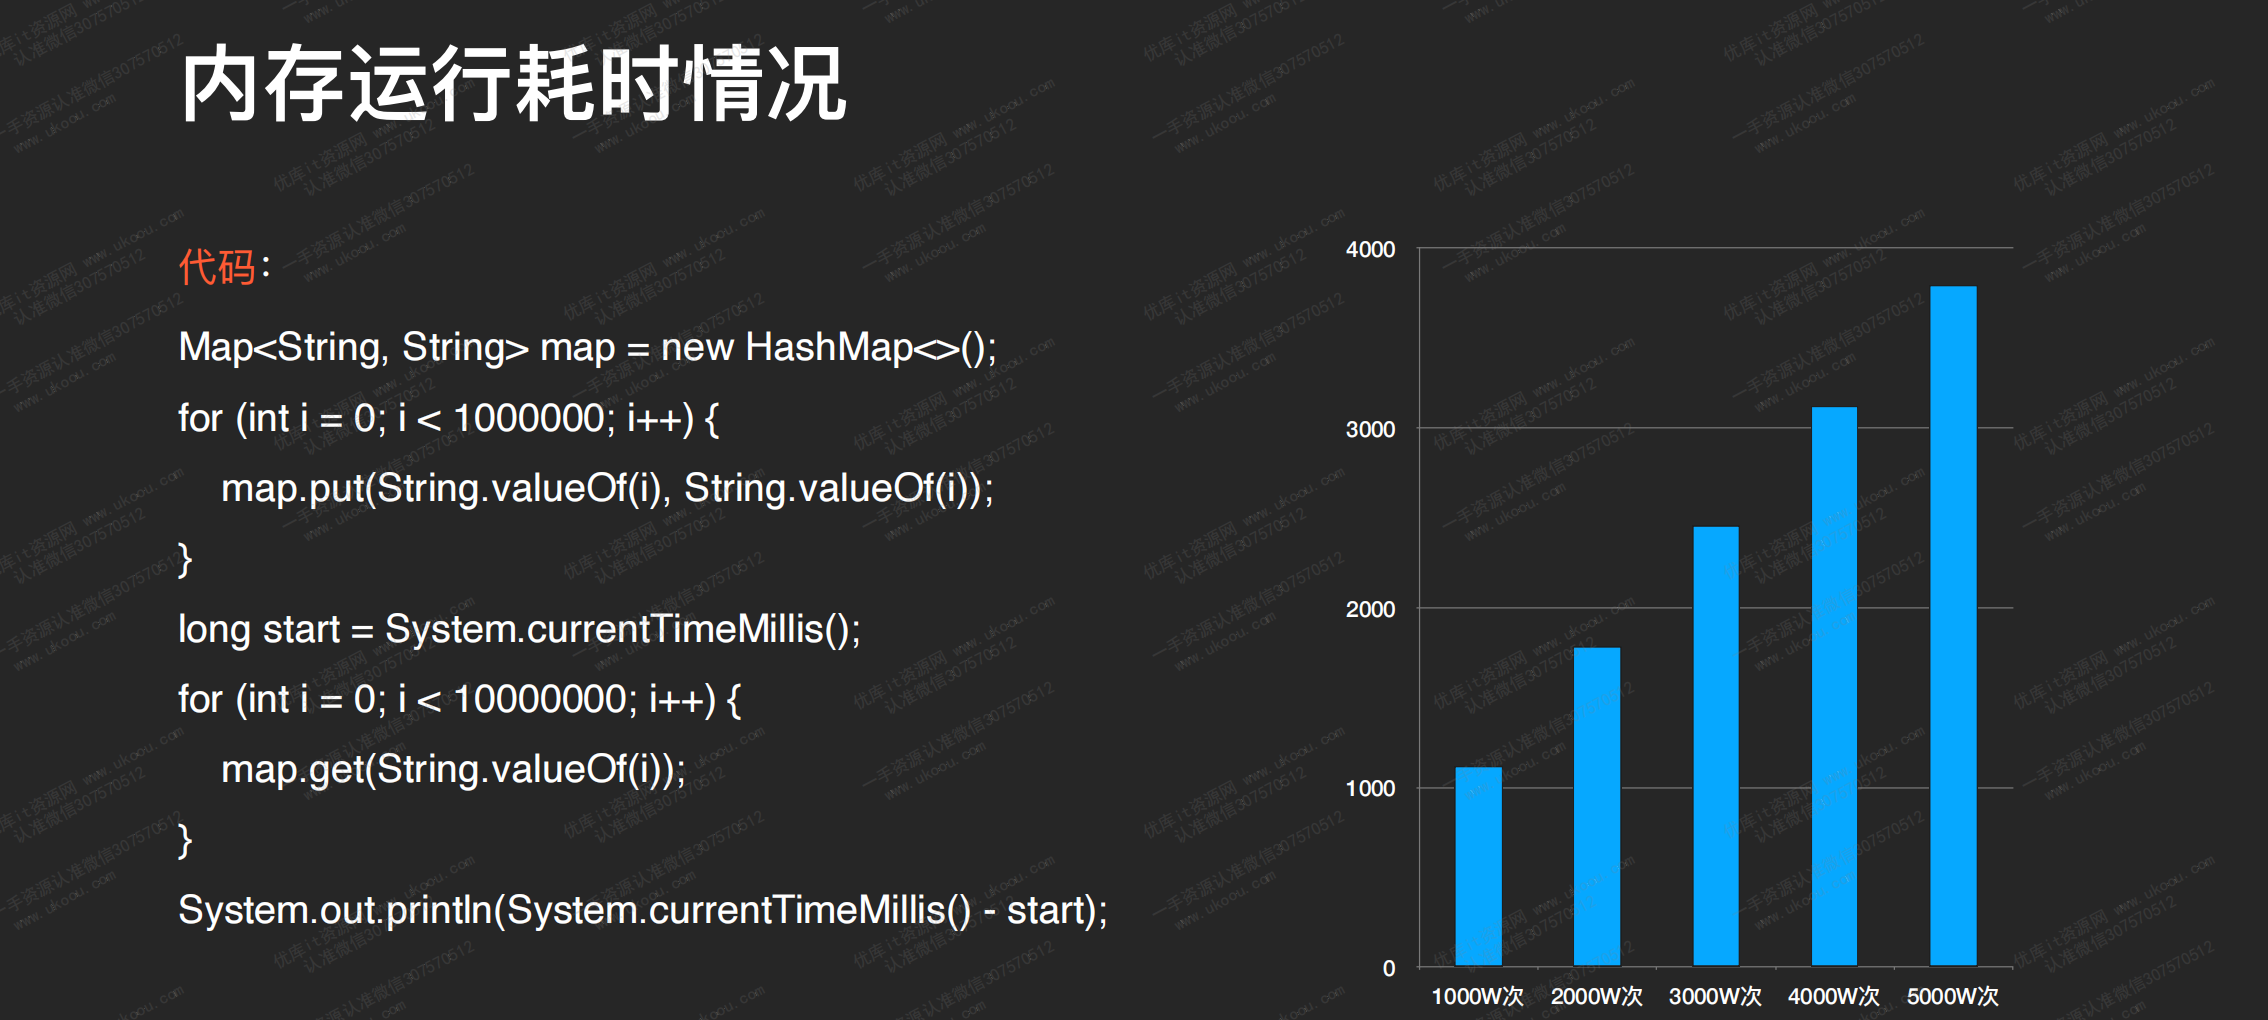 内存运行耗时情况
代码：
Map<String, String> map = new HashMap<>();
for (int i = 0; i < 1000000; i++) {
map.put(String.valueOf(i), String.valueOf(i));
}
long start = System.currentTimeMillis();
for (int i = 0; i < 10000000; i++) {
map.get(String.valueOf(i));
}
System.out.println(System.currentTimeMillis() - start);
4000
3000
2000
1000
0
1000W次 2000W次 3000W次 4000W次 5000W次
优库it资源网 www.ukoou.com
认准微信307570512
一手资源认准微信307570512
www.ukoou.com